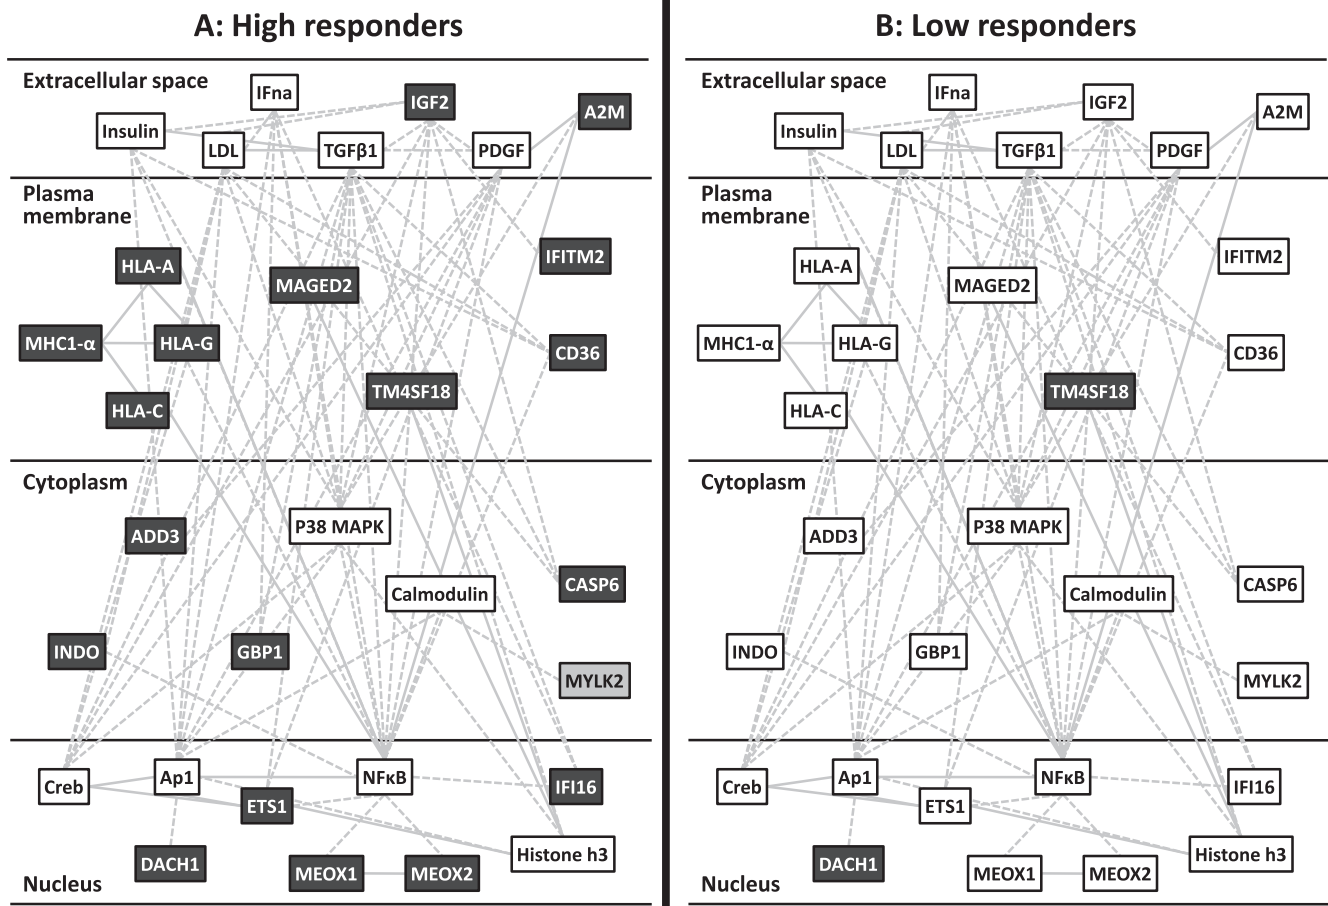 A: High responders
Extracellular space
IFna
IGF2
A2M
Insulin
LDL
TGFβ1
PDGF
Plasma
membrane
HLA-A
IFITM2
MAGED2
MHC1-α
HLA-G
CD36
TM4SF18
HLA-C
Cytoplasm
P38 MAPK
ADD3
CASP6
Calmodulin
INDO
GBP1
MYLK2
Creb
Ap1
NFκB
IFI16
ETS1
Histone h3
DACH1
MEOX1
MEOX2
Nucleus
B: Low responders
Extracellular space
IFna
IGF2
A2M
Insulin
LDL
TGFβ1
PDGF
Plasma
membrane
HLA-A
IFITM2
MAGED2
MHC1-α
HLA-G
CD36
TM4SF18
HLA-C
Cytoplasm
P38 MAPK
ADD3
CASP6
Calmodulin
INDO
GBP1
MYLK2
Creb
Ap1
NFκB
IFI16
ETS1
Histone h3
DACH1
MEOX1
MEOX2
Nucleus